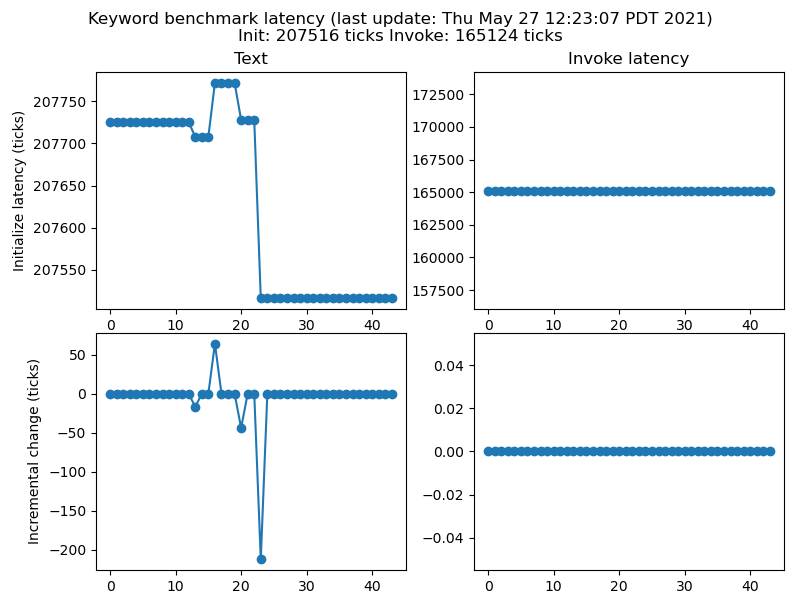 Keyword benchmark latency (last update: Thu May 27 12:23:07 PDT 2021)
Init: 207516 ticks Invoke: 165124 ticks
Text
Invoke latency
Initialize latency (ticks)
207750
207700
207650
207600
207550
0 10 20 30 40
172500
170000
167500
165000
162500
160000
157500
0 10 20 30 40
Incremental change (ticks)
50
0
−50
−100
−150
−200
0 10 20 30 40
0.04
0.02
0.00
−0.02
−0.04
0 10 20 30 40